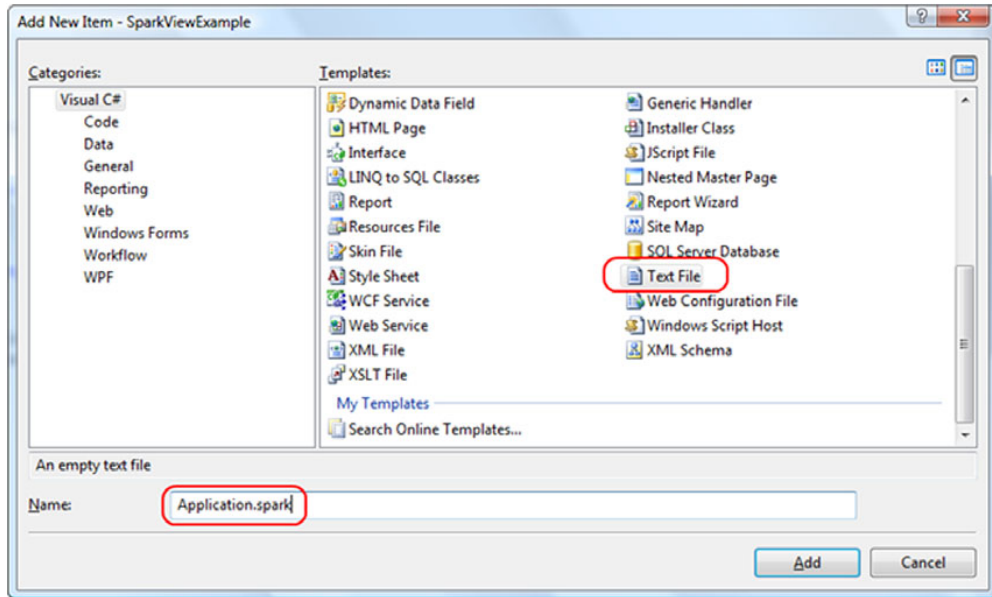 Add New Item - SparkViewExample
Categories:
Templates:
Visual C#
Code
Data
General
Reporting
Web
Windows Forms
Workflow
WPF
Dynamic Data Field
HTML Page
Interface
LINQ to SQL Classes
Report
Resources File
Skin File
Style Sheet
WCF Service
Web Service
XML File
XSLT File
Generic Handler
Installer Class
JScript File
Nested Master Page
Report Wizard
Site Map
SQL Server Database
Text File
Web Configuration File
Windows Script Host
XML Schema
My Templates
Search Online Templates...
An empty text file
Name:
Application.spark
Add
Cancel